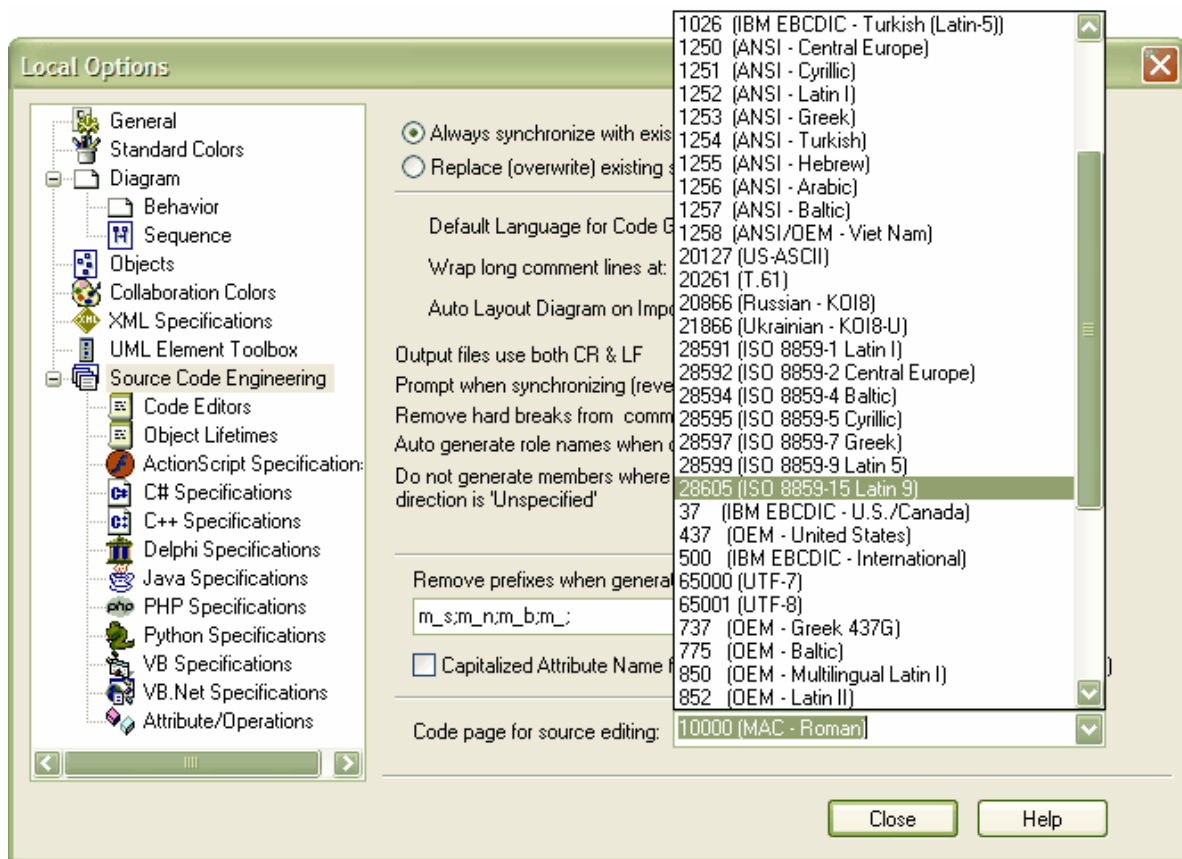 Local Options
General
Standard Colors
Diagram
Behavior
Sequence
Objects
Collaboration Colors
XML Specifications
UML Element Toolbox
Source Code Engineering
Code Editors
Object Lifetimes
ActionScript Specification
C# Specifications
C++ Specifications
Delphi Specifications
Java Specifications
PHP Specifications
Python Specifications
VB Specifications
VB.Net Specifications
Attribute/Operations
Always synchronize with exis
Replace (overwrite) existing s
Default Language for Code G
Wrap long comment lines at:
Auto Layout Diagram on Impo
Output files use both CR & LF
Prompt when synchronizing (reve
Remove hard breaks from comm
Auto generate role names when c
Do not generate members where
direction is 'Unspecified'
Remove prefixes when generat
m_s;m_n;m_b;m_;
Capitalized Attribute Name f )
Code page for source editing: 10000 (MAC - Roman)
1026 (IBM EBCDIC - Turkish (Latin-5))
1250 (ANSI - Central Europe)
1251 (ANSI - Cyrillic)
1252 (ANSI - Latin I)
1253 (ANSI - Greek)
1254 (ANSI - Turkish)
1255 (ANSI - Hebrew)
1256 (ANSI - Arabic)
1257 (ANSI - Baltic)
1258 (ANSI/OEM - Viet Nam)
20127 (US-ASCII)
20261 (T.61)
20866 (Russian - KOI8)
21866 (Ukrainian - KOI8-U)
28591 (ISO 8859-1 Latin I)
28592 (ISO 8859-2 Central Europe)
28594 (ISO 8859-4 Baltic)
28595 (ISO 8859-5 Cyrillic)
28597 (ISO 8859-7 Greek)
28599 (ISO 8859-9 Latin 5)
28605 (ISO 8859-15 Latin 9)
37 (IBM EBCDIC - U.S./Canada)
437 (OEM - United States)
500 (IBM EBCDIC - International)
65000 (UTF-7)
65001 (UTF-8)
737 (OEM - Greek 437G)
775 (OEM - Baltic)
850 (OEM - Multilingual Latin I)
852 (OEM - Latin II)
Close
Help